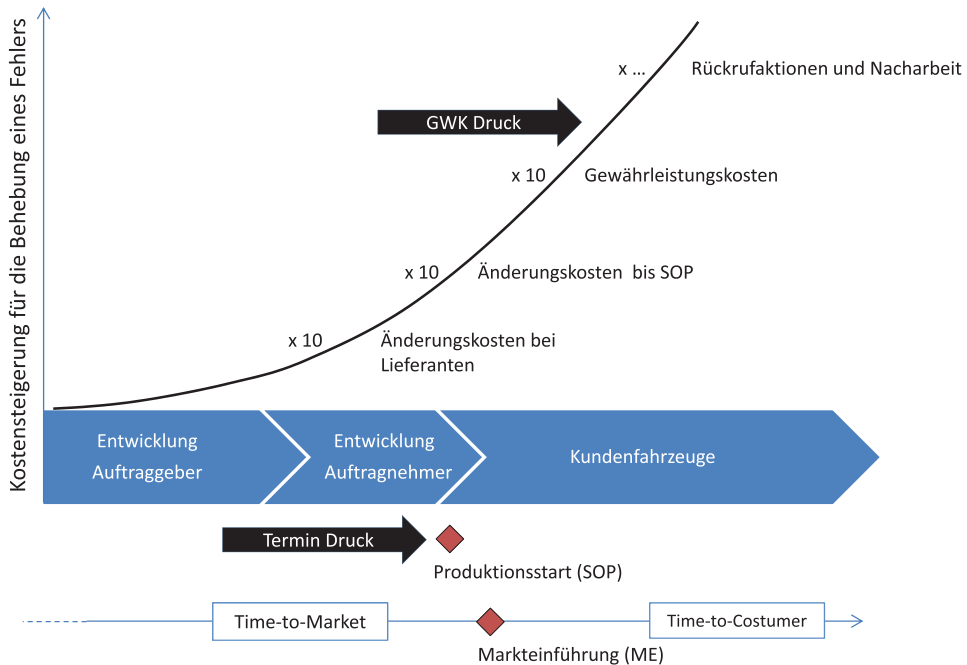 Kostensteigerung für die Behebung eines Fehlers
x ...
Rückrufaktionen und Nacharbeit
GWK Druck
x 10
Gewährleistungskosten
x 10
Änderungskosten bis SOP
x 10
Änderungskosten bei
Lieferanten
Entwicklung
Auftraggeber
Entwicklung
Auftragnehmer
Kundenfahrzeuge
Termin Druck
Produktionsstart (SOP)
Time-to-Market
Time-to-Costumer
Markteinführung (ME)